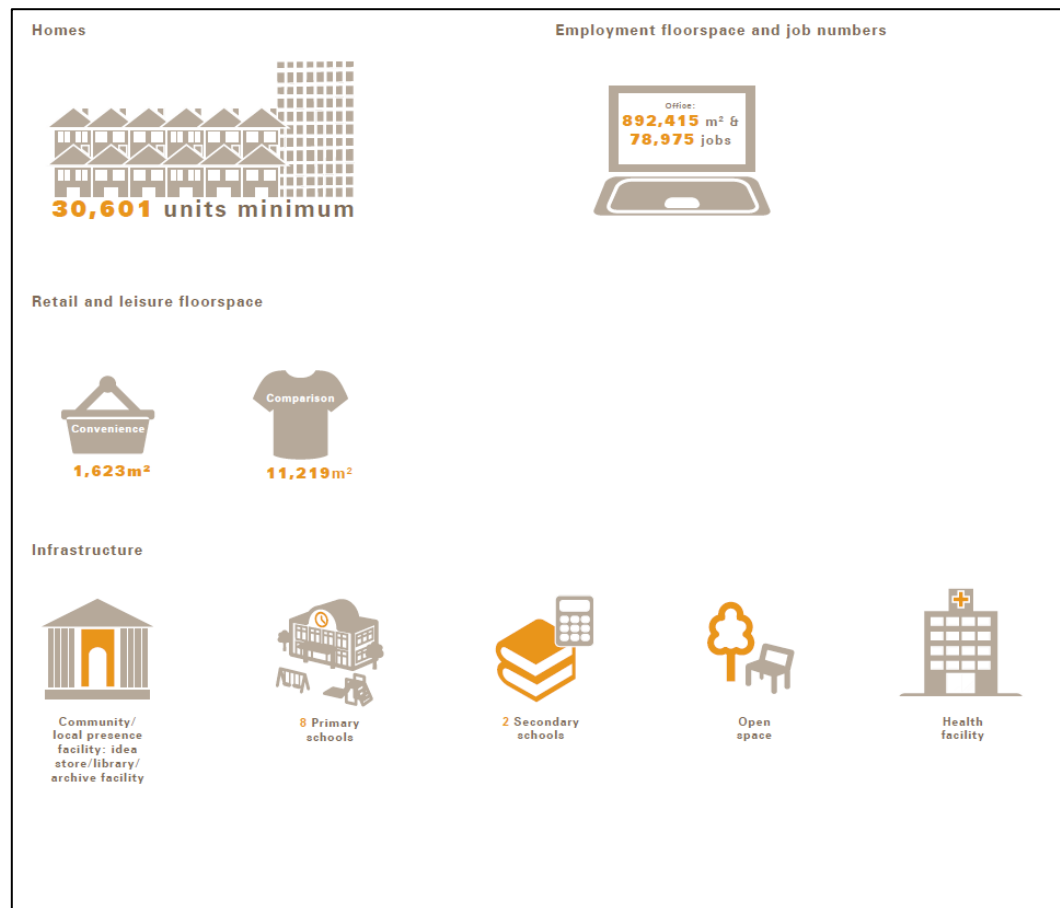 Homes
30,601 units minimum
Employment floorspace and job numbers
Office:
892,415 m² &
78,975 jobs
Retail and leisure floorspace
Convenience
1,623m²
Comparison
11,219m²
Infrastructure
Community/
local presence
facility: idea
store/library/
archive facility
8 Primary
schools
2 Secondary
schools
Open
space
Health
facility